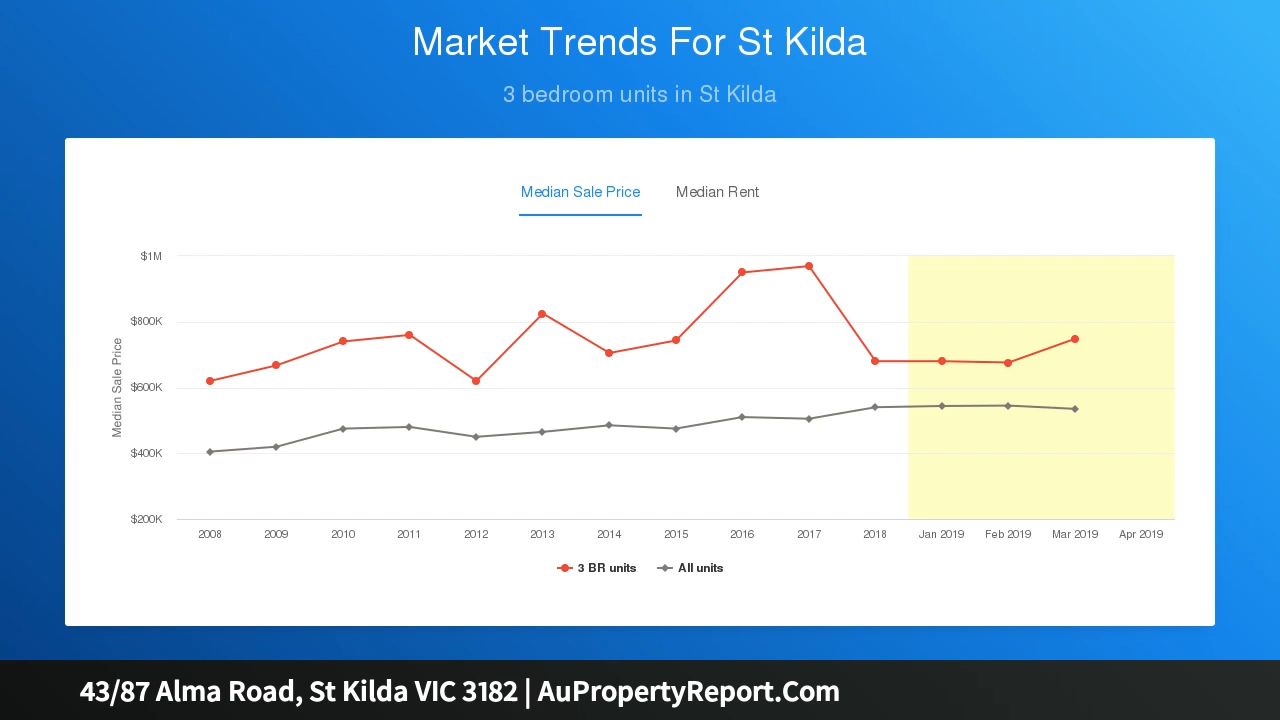 Market Trends For St Kilda
3 bedroom units in St Kilda
Median Sale Price Median Rent
Median Sale Price
$1M
$800K
$600K
$400K
$200K
2008 2009 2010 2011 2012 2013 2014 2015 2016 2017 2018 Jan 2019 Feb 2019 Mar 2019 Apr 2019
3 BR units All units
43/87 Alma Road, St Kilda VIC 3182 | AuPropertyReport.Com